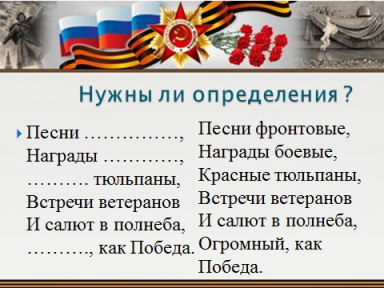 Нужны ли определения ?
Песни ……………,
Награды …………,
………. тюльпаны,
Встречи ветеранов
И салют в полнеба,
………., как Победа.
Песни фронтовые,
Награды боевые,
Красные тюльпаны,
Встречи ветеранов
И салют в полнеба,
Огромный, как
Победа.